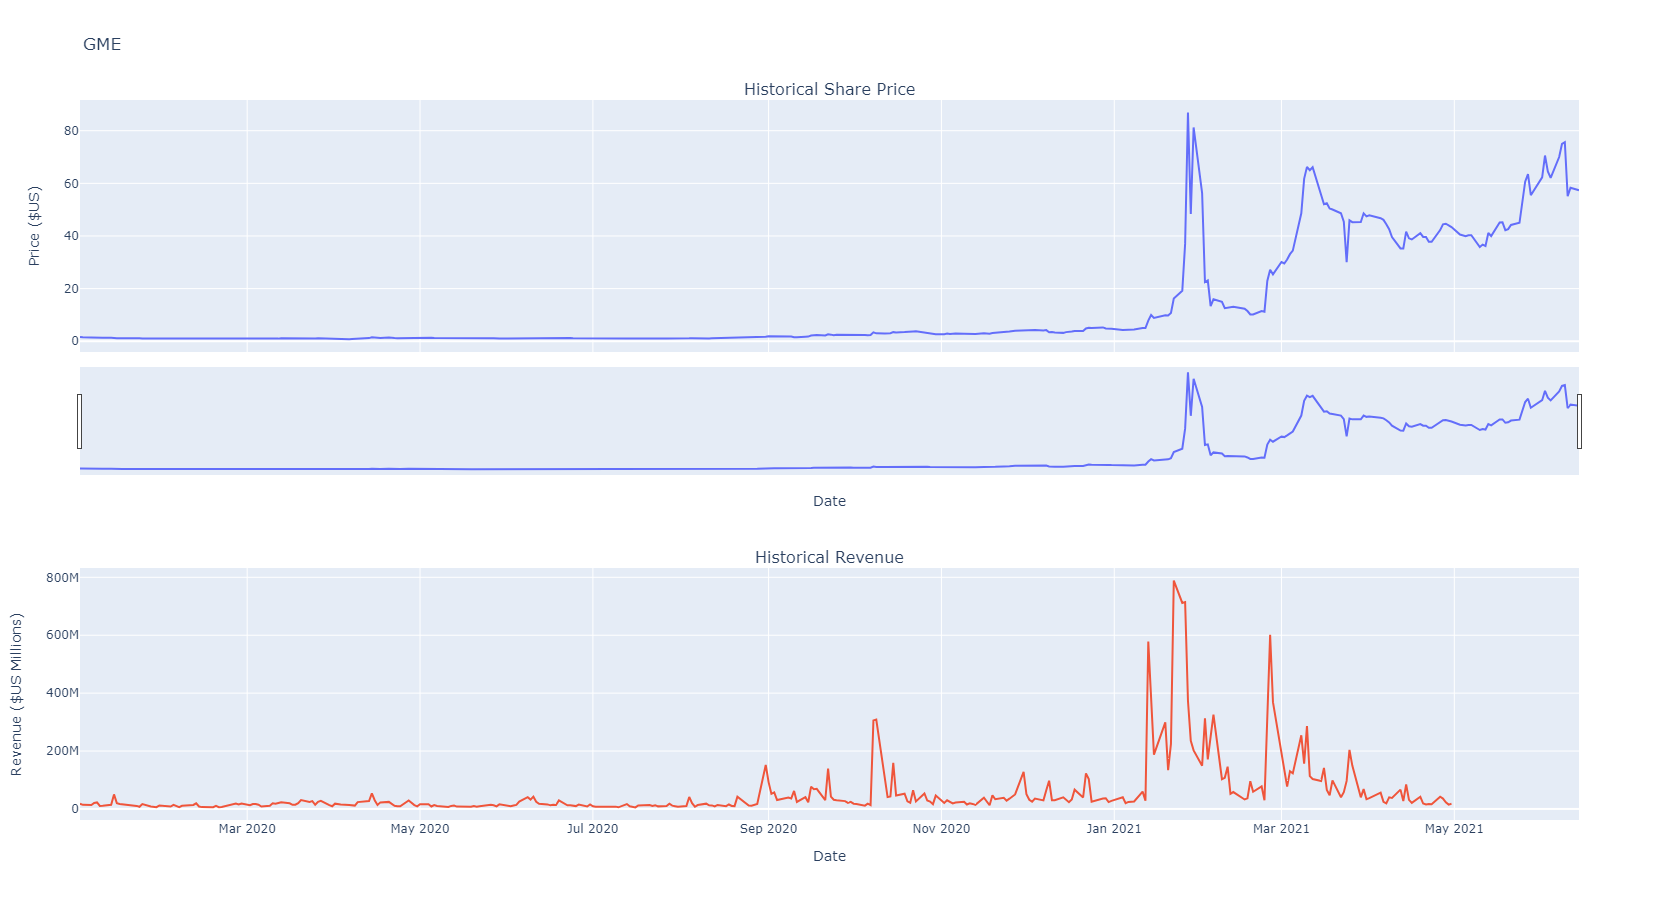 GME
Historical Share Price
80
60
40
20
0
Price ($US)
Date
Historical Revenue
800M
600M
400M
200M
0
Revenue ($US Millions)
Mar 2020 May 2020 Jul 2020 Sep 2020 Nov 2020 Jan 2021 Mar 2021 May 2021
Date